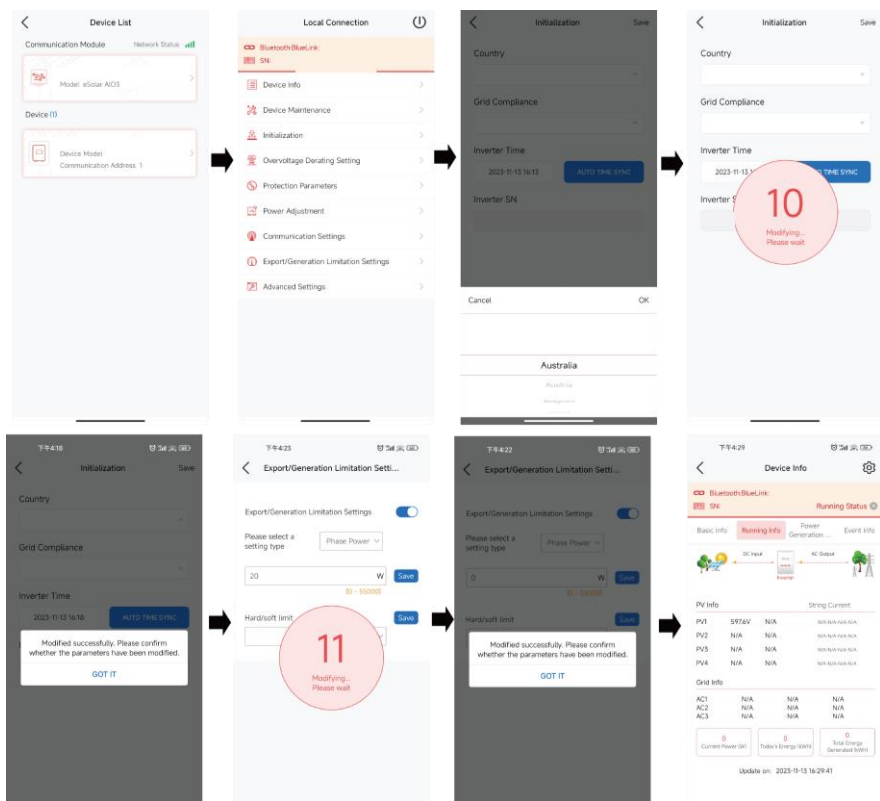 Device List
Communication Module Network Status
Model: eSolar AIO3
Device (1)
Device Model:
Communication Address: 1
Local Connection
Bluetooth:BlueLink:
SN:
Device Info
Device Maintenance
Initialization
Overvoltage Derating Setting
Protection Parameters
Power Adjustment
Communication Settings
Export/Generation Limitation Settings
Advanced Settings
Initialization Save
Country
Grid Compliance
Inverter Time
2023-11-13 16:13 AUTO TIME SYNC
Inverter SN
Cancel OK
Australia
Austria
Initialization Save
Country
Grid Compliance
Inverter Time
2023-11-13 1 TIME SYNC
Inverter S
10
Modifying...
Please wait
下午4:18
Initialization Save
Country
Grid Compliance
Inverter Time
2023-11-13 16:18 AUTO TIME SYNC
Modified successfully. Please confirm
whether the parameters have been modified.
GOT IT
下午4:23
Export/Generation Limitation Setti...
Export/Generation Limitation Settings
Please select a
setting type
Phase Power
20 W Save
[0 ~ 55000]
Hard/soft limit Save
11
Modifying...
Please wait
下午4:22
Export/Generation Limitation Setti...
Export/Generation Limitation Settings
Please select a
setting type
Phase Power
0 W Save
Hard/soft limit Save
Modified successfully. Please confirm
whether the parameters have been modified.
GOT IT
下午4:29
Device Info
Bluetooth:BlueLink:
SN: Running Status
Basic Info Running Info Power Generation... Event Info
DC Input AC Output
Inverter
PV Info String Current
PV1 597.6V N/A N/A N/A N/A N/A
PV2 N/A N/A N/A N/A N/A N/A
PV3 N/A N/A N/A N/A N/A N/A
PV4 N/A N/A N/A N/A N/A N/A
Grid Info
AC1 N/A N/A N/A
AC2 N/A N/A N/A
AC3 N/A N/A N/A
0 0 0
Current Power (W) Today's Energy (kWh) Total Energy Generated (kWh)
Update on: 2023-11-13 16:29:41